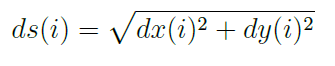 ds(i) = √dx(i)² + dy(i)²